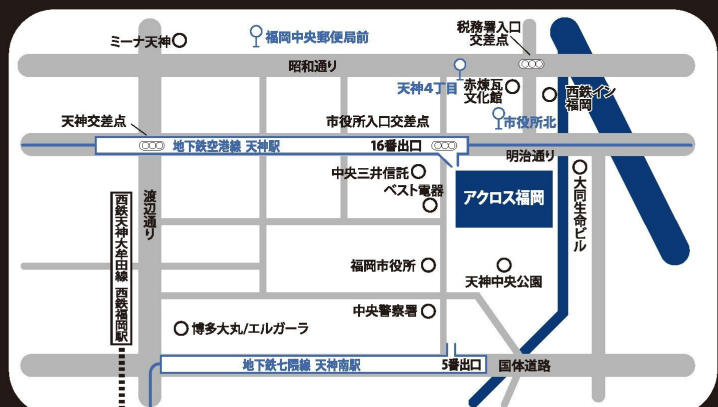 税務署入口
交差点
ミーナ天神
福岡中央郵便局前
昭和通り
天神4丁目
赤煉瓦
文化館
西鉄イン
福岡
市役所北
天神交差点
市役所入口交差点
地下鉄空港線 天神駅
16番出口
明治通り
中央三井信託
ベスト電器
アクロス福岡
大同生命ビル
渡辺通り
西鉄天神大牟田線 西鉄福岡駅
福岡市役所
天神中央公園
中央警察署
博多大丸/エルガーラ
地下鉄七隈線 天神南駅
5番出口
国体道路